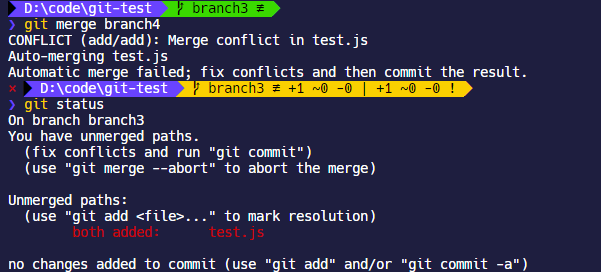 D:\code\git-test branch3 ≢
❯ git merge branch4
CONFLICT (add/add): Merge conflict in test.js
Auto-merging test.js
Automatic merge failed; fix conflicts and then commit the result.
× D:\code\git-test branch3 ≢ +1 ~0 -0 | +1 ~0 -0 !
❯ git status
On branch branch3
You have unmerged paths.
(fix conflicts and run "git commit")
(use "git merge --abort" to abort the merge)
Unmerged paths:
(use "git add <file>..." to mark resolution)
both added: test.js
no changes added to commit (use "git add" and/or "git commit -a")